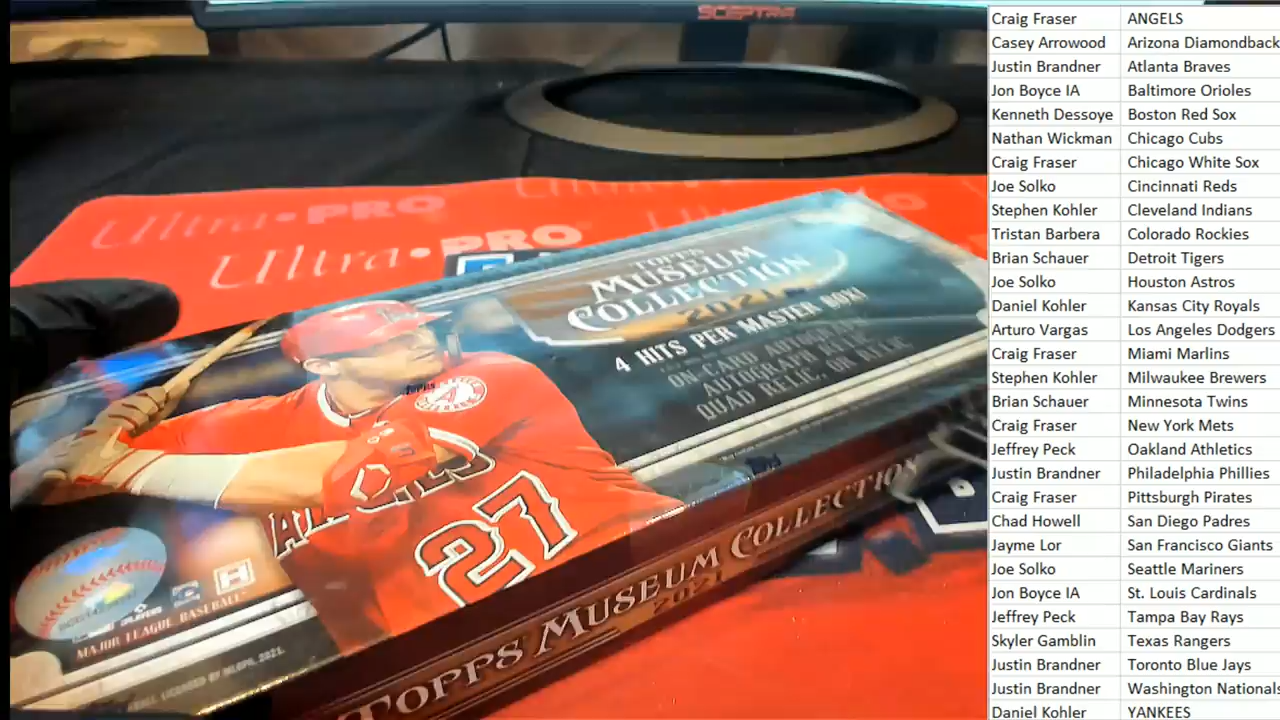 SCEPTRE
Ultra•PRO
Ultra•PRO
TOPPS
MUSEUM
COLLECTION
2021
4 HITS PER MASTER BOX!
ON-CARD AUTOGRAPH
AUTOGRAPH RELIC
QUAD RELIC, OR RELIC
TOPPS
A
ANGELS
27
H
MAJOR LEAGUE BASEBALL
TOPPS MUSEUM COLLECTION
2021
Craig Fraser ANGELS
Casey Arrowood Arizona Diamondback
Justin Brandner Atlanta Braves
Jon Boyce IA Baltimore Orioles
Kenneth Dessoye Boston Red Sox
Nathan Wickman Chicago Cubs
Craig Fraser Chicago White Sox
Joe Solko Cincinnati Reds
Stephen Kohler Cleveland Indians
Tristan Barbera Colorado Rockies
Brian Schauer Detroit Tigers
Joe Solko Houston Astros
Daniel Kohler Kansas City Royals
Arturo Vargas Los Angeles Dodgers
Craig Fraser Miami Marlins
Stephen Kohler Milwaukee Brewers
Brian Schauer Minnesota Twins
Craig Fraser New York Mets
Jeffrey Peck Oakland Athletics
Justin Brandner Philadelphia Phillies
Craig Fraser Pittsburgh Pirates
Chad Howell San Diego Padres
Jayme Lor San Francisco Giants
Joe Solko Seattle Mariners
Jon Boyce IA St. Louis Cardinals
Jeffrey Peck Tampa Bay Rays
Skyler Gamblin Texas Rangers
Justin Brandner Toronto Blue Jays
Justin Brandner Washington Nationals
Daniel Kohler YANKEES